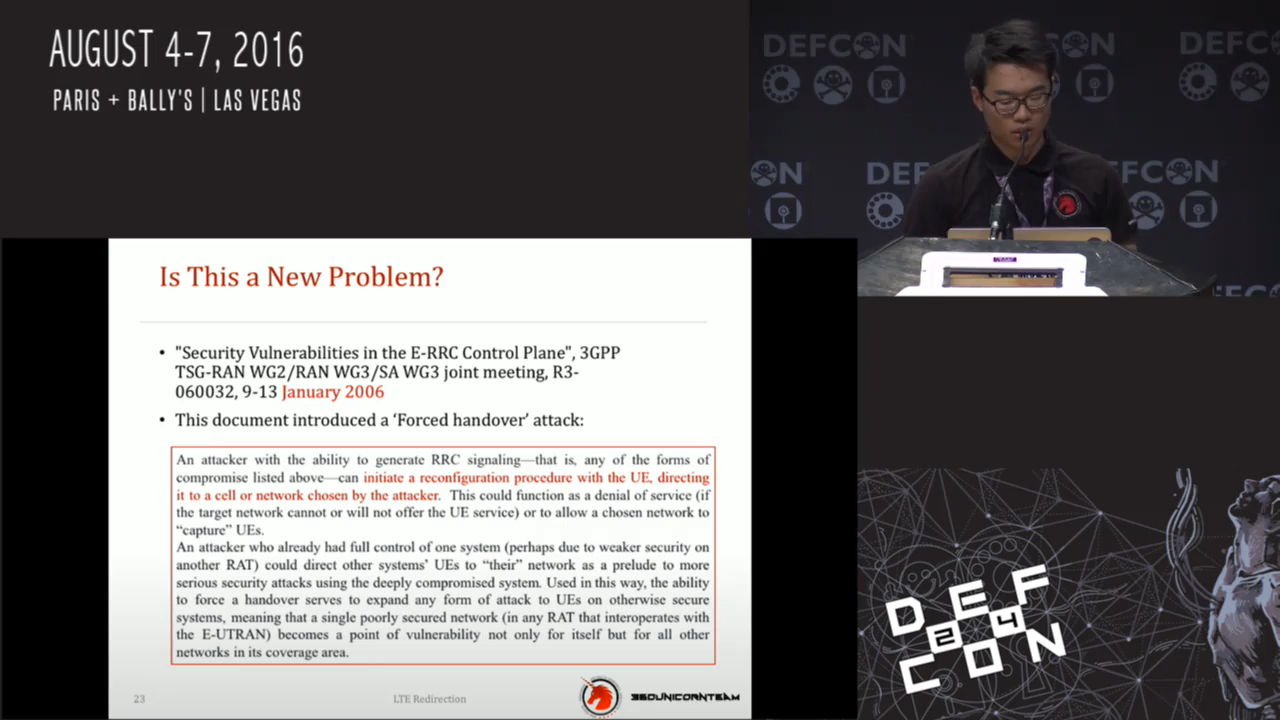 AUGUST 4-7, 2016
PARIS + BALLY'S | LAS VEGAS
DEFCON
DEFC
DEF
FCON
Is This a New Problem?
• "Security Vulnerabilities in the E-RRC Control Plane", 3GPP
TSG-RAN WG2/RAN WG3/SA WG3 joint meeting, R3-
060032, 9-13 January 2006
• This document introduced a ‘Forced handover’ attack:
An attacker with the ability to generate RRC signaling—that is, any of the forms of
compromise listed above—can initiate a reconfiguration procedure with the UE, directing
it to a cell or network chosen by the attacker. This could function as a denial of service (if
the target network cannot or will not offer the UE service) or to allow a chosen network to
“capture” UEs.
An attacker who already had full control of one system (perhaps due to weaker security on
another RAT) could direct other systems’ UEs to “their” network as a prelude to more
serious security attacks using the deeply compromised system. Used in this way, the ability
to force a handover serves to expand any form of attack to UEs on otherwise secure
systems, meaning that a single poorly secured network (in any RAT that interoperates with
the E-UTRAN) becomes a point of vulnerability not only for itself but for all other
networks in its coverage area.
23
LTE Redirection
360UNICORNTEAM
DEF
24
CON